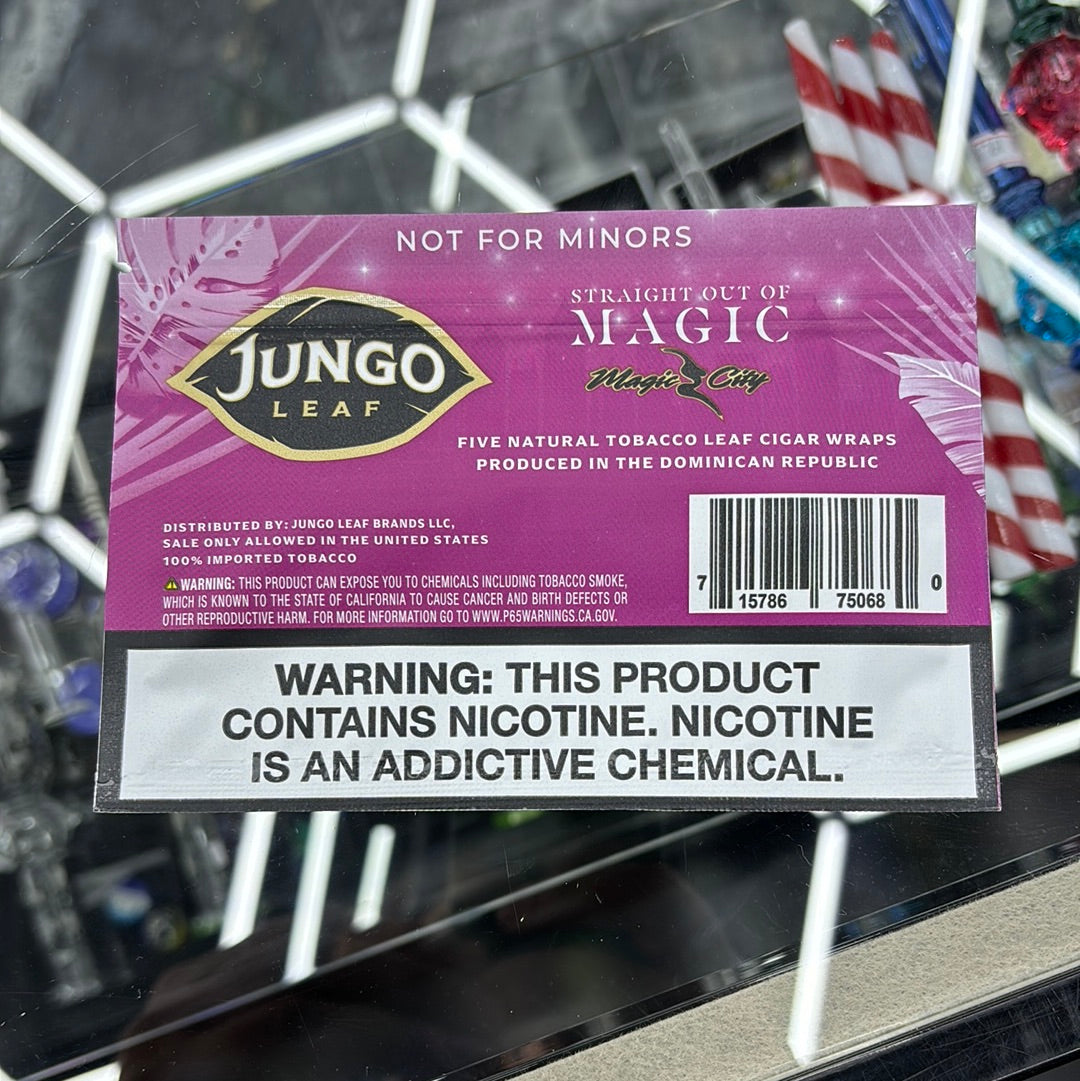 NOT FOR MINORS
JUNGO
LEAF
STRAIGHT OUT OF
MAGIC
Magic City
FIVE NATURAL TOBACCO LEAF CIGAR WRAPS
PRODUCED IN THE DOMINICAN REPUBLIC
DISTRIBUTED BY: JUNGO LEAF BRANDS LLC,
SALE ONLY ALLOWED IN THE UNITED STATES
100% IMPORTED TOBACCO
WARNING: THIS PRODUCT CAN EXPOSE YOU TO CHEMICALS INCLUDING TOBACCO SMOKE,
WHICH IS KNOWN TO THE STATE OF CALIFORNIA TO CAUSE CANCER AND BIRTH DEFECTS OR
OTHER REPRODUCTIVE HARM. FOR MORE INFORMATION GO TO WWW.P65WARNINGS.CA.GOV.
7 15786 75068 0
WARNING: THIS PRODUCT
CONTAINS NICOTINE. NICOTINE
IS AN ADDICTIVE CHEMICAL.